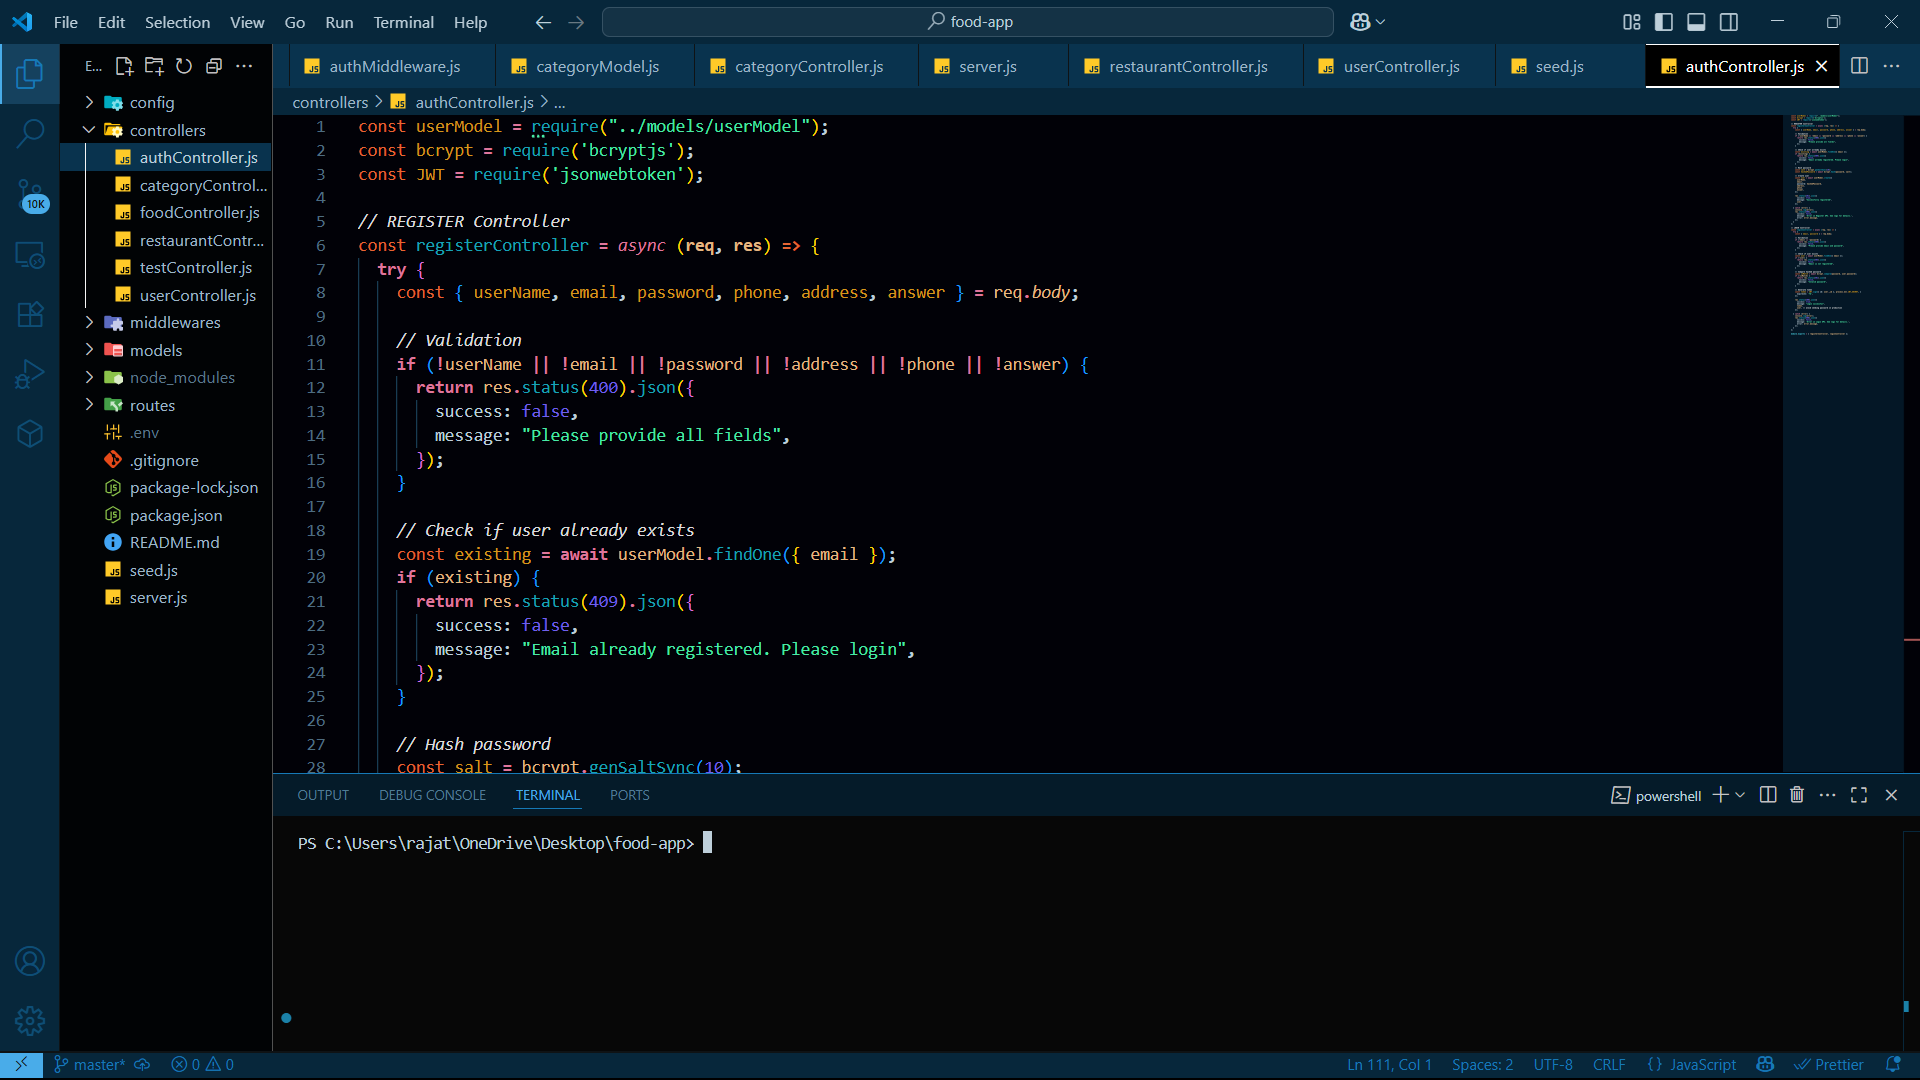 File Edit Selection View Go Run Terminal Help
food-app
E...
authMiddleware.js categoryModel.js categoryController.js server.js restaurantController.js userController.js seed.js authController.js
controllers > authController.js > ...
config
controllers
authController.js
categoryControl...
foodController.js
restaurantContr...
testController.js
userController.js
middlewares
models
node_modules
routes
.env
.gitignore
package-lock.json
package.json
README.md
seed.js
server.js
10K
1 const userModel = require("../models/userModel");
2 const bcrypt = require('bcryptjs');
3 const JWT = require('jsonwebtoken');
4
5 // REGISTER Controller
6 const registerController = async (req, res) => {
7 try {
8 const { userName, email, password, phone, address, answer } = req.body;
9
10 // Validation
11 if (!userName || !email || !password || !address || !phone || !answer) {
12 return res.status(400).json({
13 success: false,
14 message: "Please provide all fields",
15 });
16 }
17
18 // Check if user already exists
19 const existing = await userModel.findOne({ email });
20 if (existing) {
21 return res.status(409).json({
22 success: false,
23 message: "Email already registered. Please login",
24 });
25 }
26
27 // Hash password
28 const salt = bcrypt.genSaltSync(10);
OUTPUT DEBUG CONSOLE TERMINAL PORTS
powershell
PS C:\Users\rajat\OneDrive\Desktop\food-app>
master* 0 0
Ln 111, Col 1 Spaces: 2 UTF-8 CRLF {} JavaScript Prettier